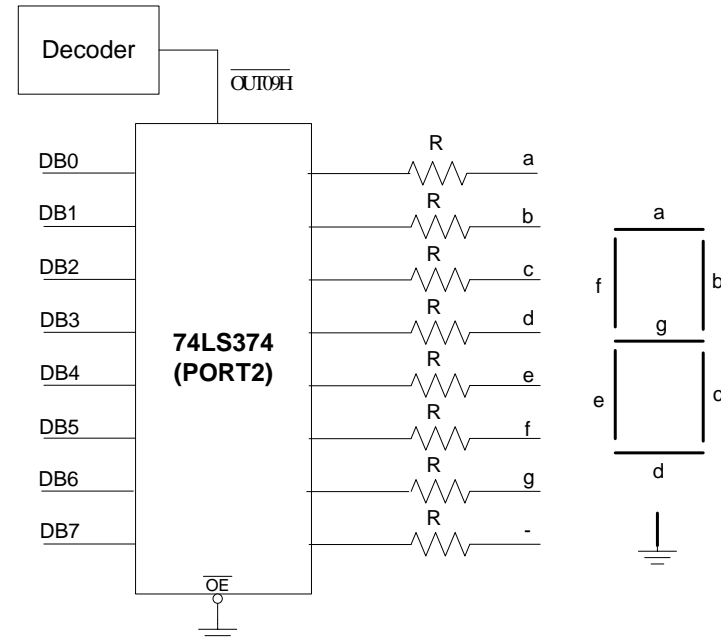 Decoder
OUT09H
DB0
DB1
DB2
DB3
DB4
DB5
DB6
DB7
74LS374
(PORT2)
OE
R
a
R
b
R
c
R
d
R
e
R
f
R
g
R
-
a
f
b
g
e
c
d